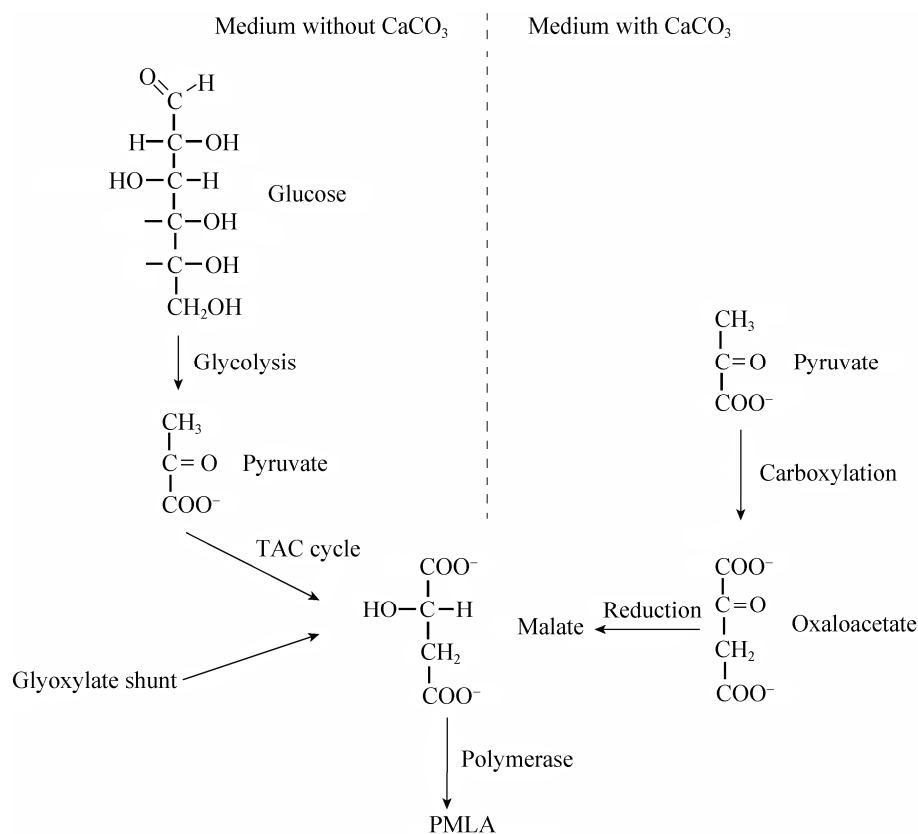 Medium without CaCO₃
Medium with CaCO₃
O H
C
H C OH
HO C H
Glucose
C OH
C OH
CH₂OH
Glycolysis
CH₃
C=O
COO⁻
Pyruvate
TAC cycle
Glyoxylate shunt
CH₃
C=O
COO⁻
Pyruvate
Carboxylation
COO⁻
C=O
CH₂
COO⁻
Oxaloacetate
Reduction
Malate
COO⁻
HO C H
CH₂
COO⁻
Polymerase
PMLA